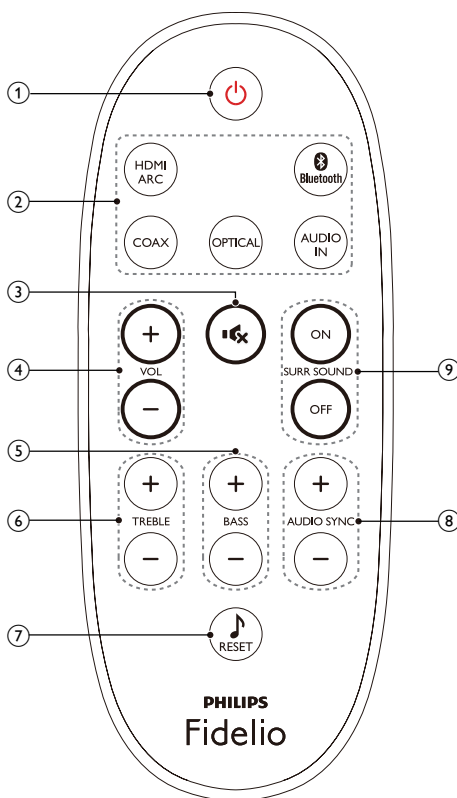 ①
HDMI
ARC
Bluetooth
②
COAX
OPTICAL
AUDIO
IN
③
+
ON
④
VOL
SURR SOUND
⑨
−
OFF
⑤
+
+
+
⑥
TREBLE
BASS
AUDIO SYNC
⑧
−
−
−
⑦
RESET
PHILIPS
Fidelio